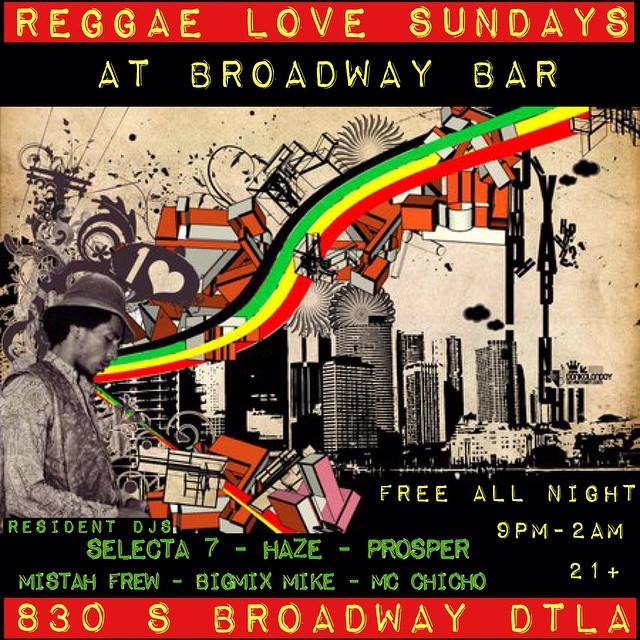 REGGAE LOVE SUNDAYS
AT BROADWAY BAR
1
FREE ALL NIGHT
RESIDENT DJS
9PM-2AM
SELECTA 7 - HAZE - PROSPER
21+
MISTAH FREW - BIGMIX MIKE - MC CHICHO
830 S BROADWAY DTLA